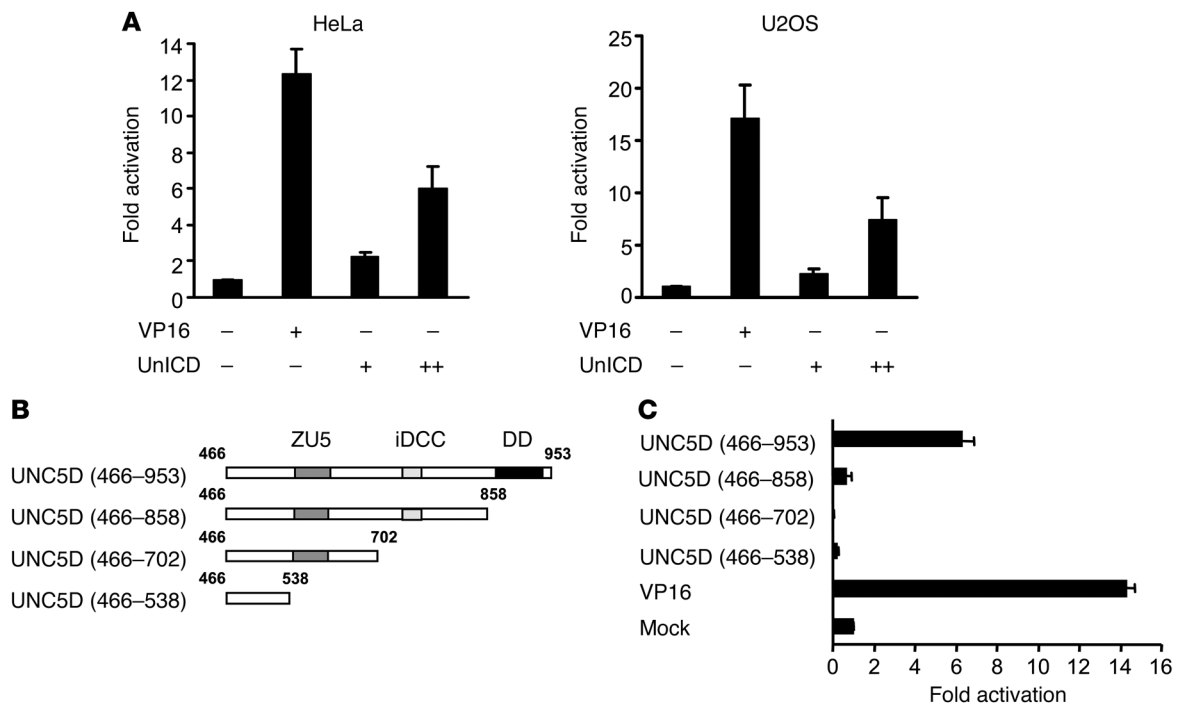 A
HeLa
U2OS
Fold activation
14
12
10
8
6
4
2
0
Fold activation
25
20
15
10
5
0
VP16 – + – –
UnICD – – + ++
VP16 – + – –
UnICD – – + ++
B
ZU5 iDCC DD
466 953
UNC5D (466–953)
466 858
UNC5D (466–858)
466 702
UNC5D (466–702)
466 538
UNC5D (466–538)
C
UNC5D (466–953)
UNC5D (466–858)
UNC5D (466–702)
UNC5D (466–538)
VP16
Mock
0 2 4 6 8 10 12 14 16
Fold activation